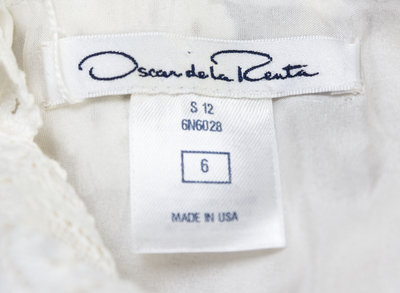 Oscar de la Renta
S 12
6N6028
6
MADE IN USA